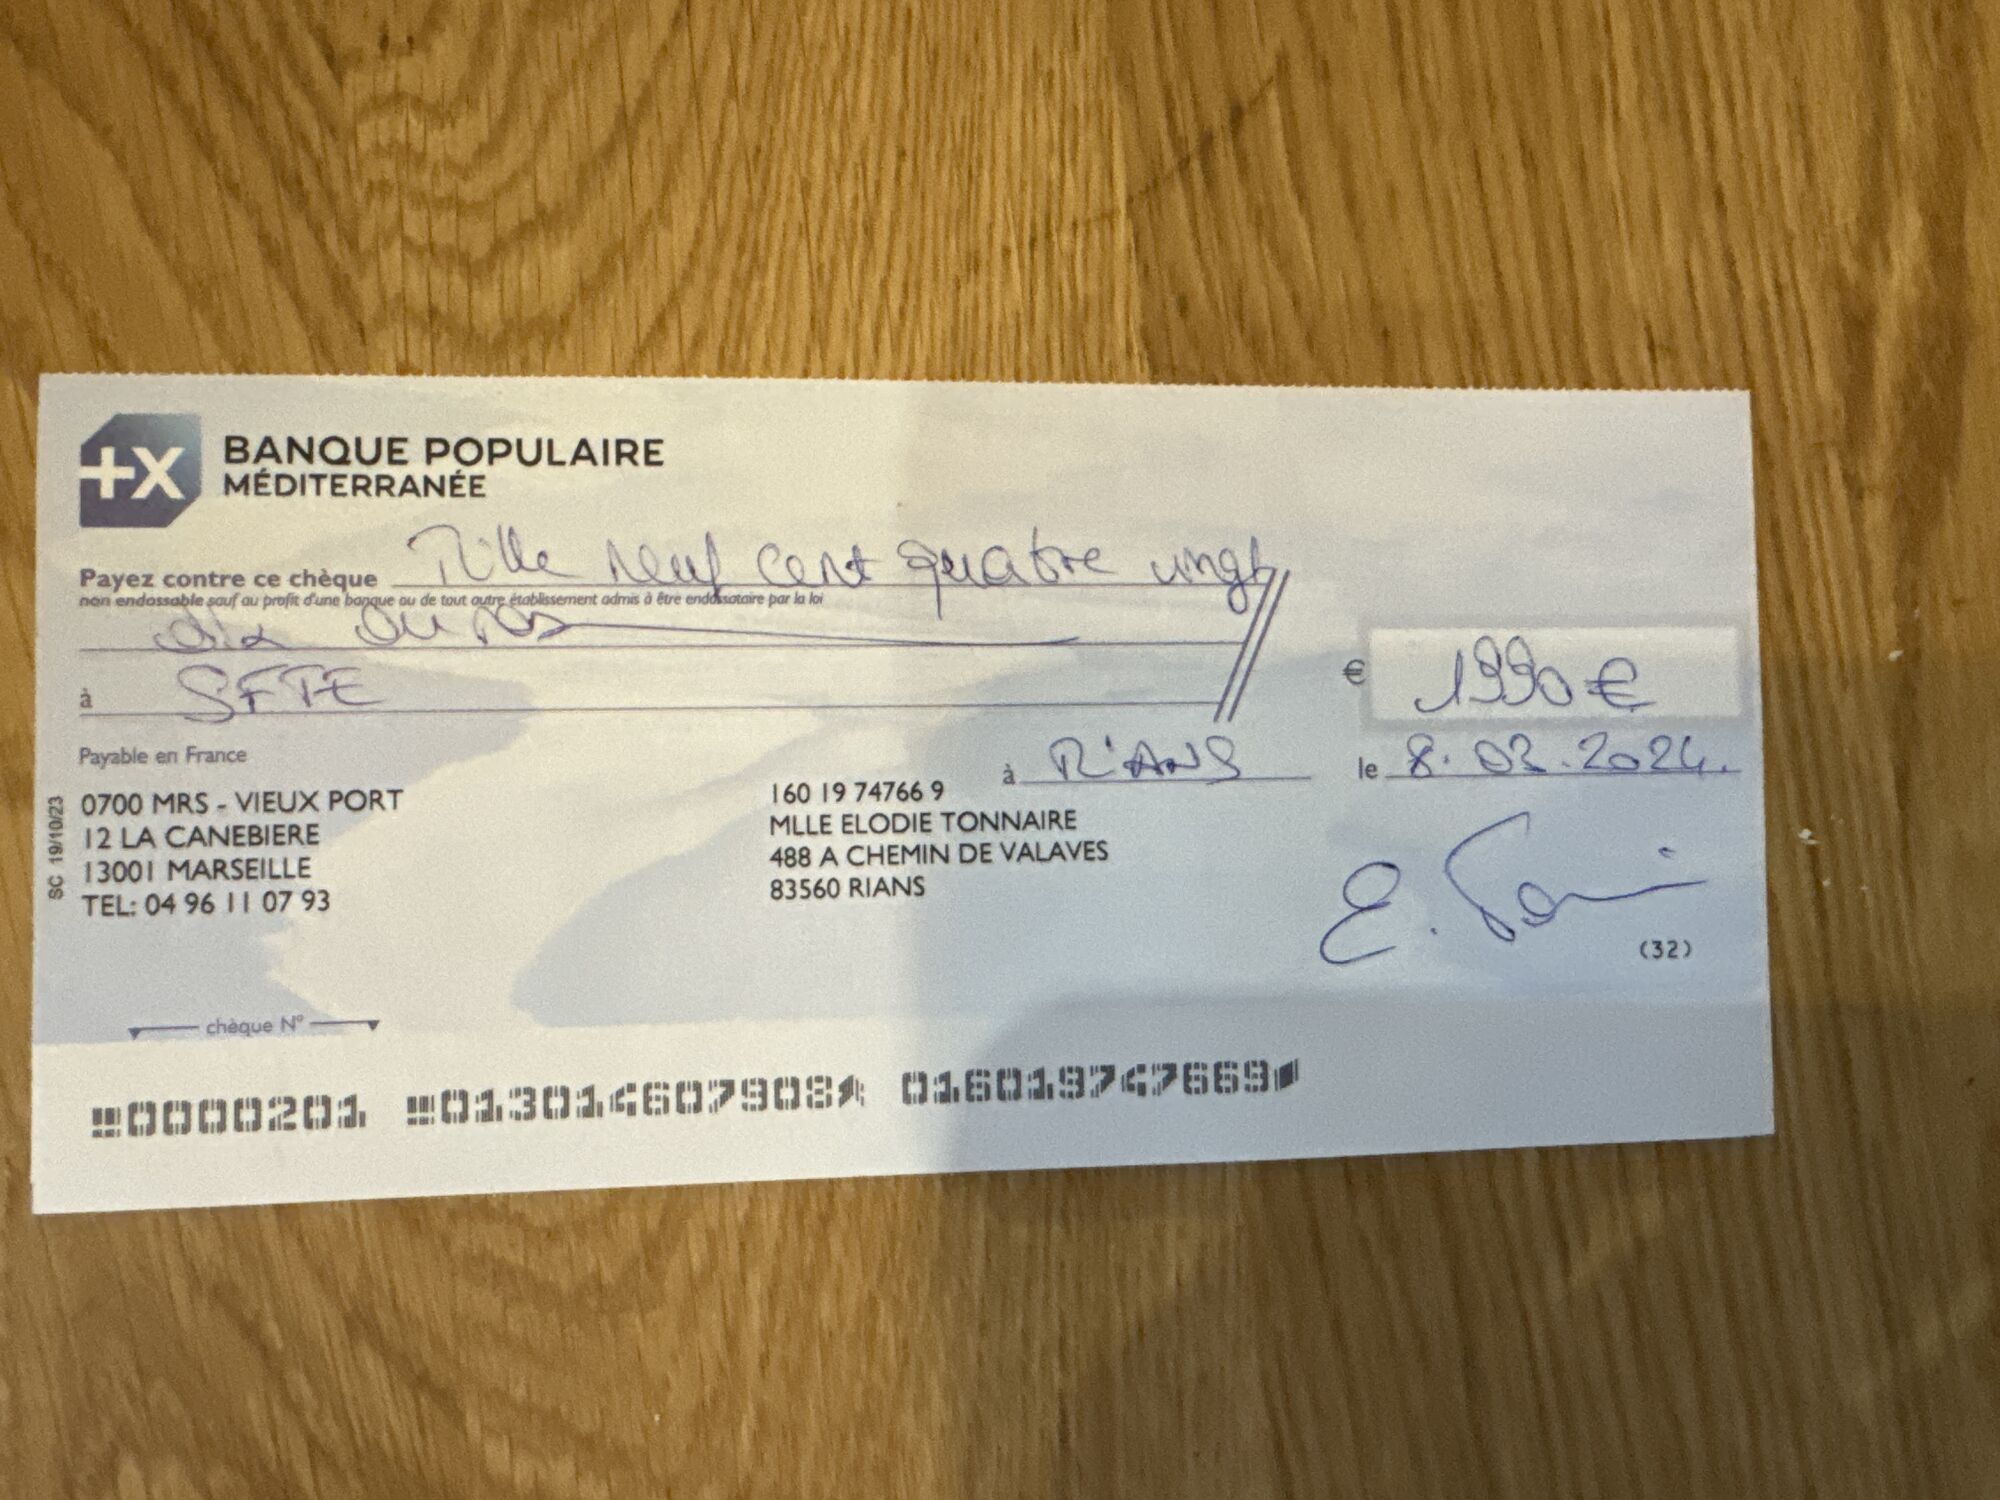 +X BANQUE POPULAIRE
MÉDITERRANÉE
Payez contre ce chèque Mille neuf cent quatre vingt
non endossable sauf au profit d'une banque ou de tout autre établissement admis à être endossataire par la loi
dix euros
€ 1990 €
à SFTE
Payable en France
à RIANS le 8.02.2024.
SC 19/10/23
0700 MRS - VIEUX PORT
12 LA CANEBIERE
13001 MARSEILLE
TEL: 04 96 11 07 93
160 19 74766 9
MLLE ELODIE TONNAIRE
488 A CHEMIN DE VALAVES
83560 RIANS
(32)
chèque N°
0000201 013014607908 016019747669